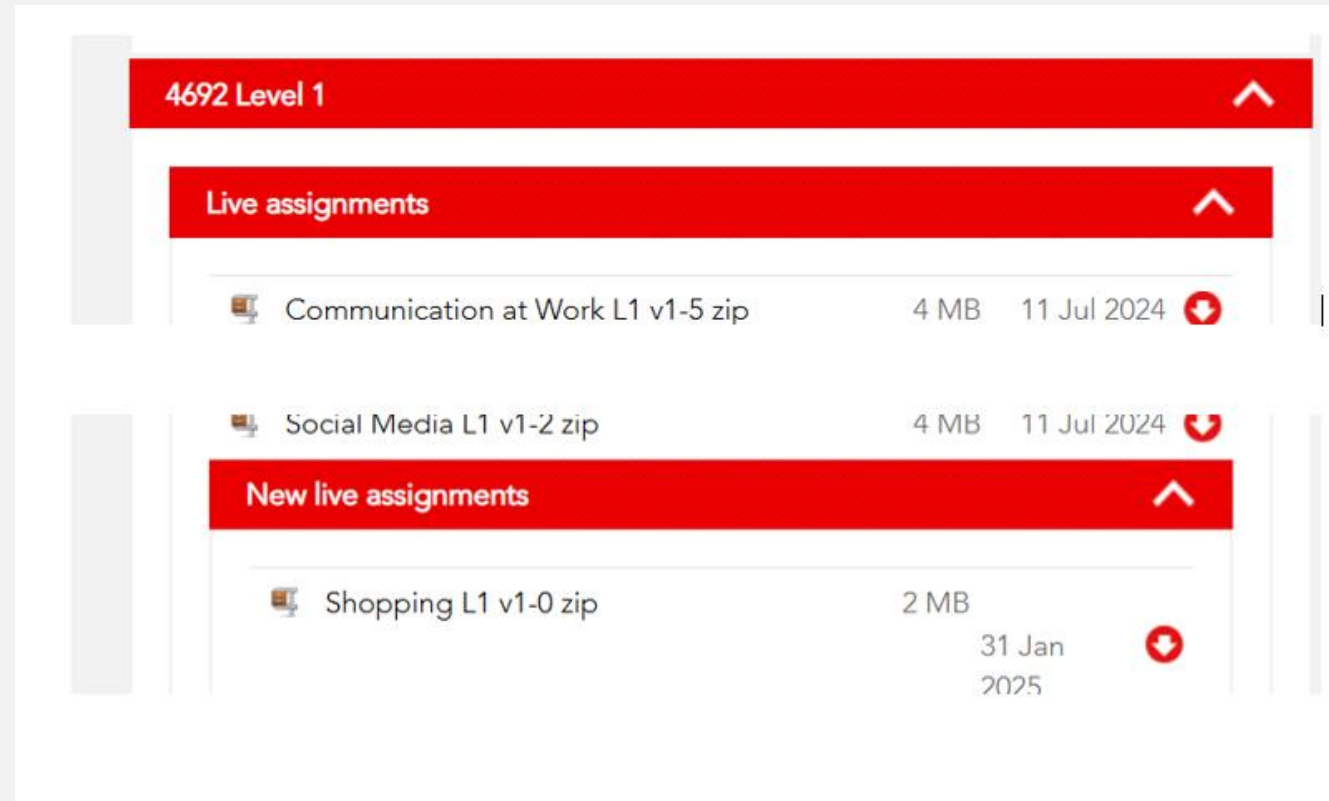 4692 Level 1
Live assignments
Communication at Work L1 v1-5 zip 4 MB 11 Jul 2024
Social Media L1 v1-2 zip 4 MB 11 Jul 2024
New live assignments
Shopping L1 v1-0 zip 2 MB
31 Jan
2025